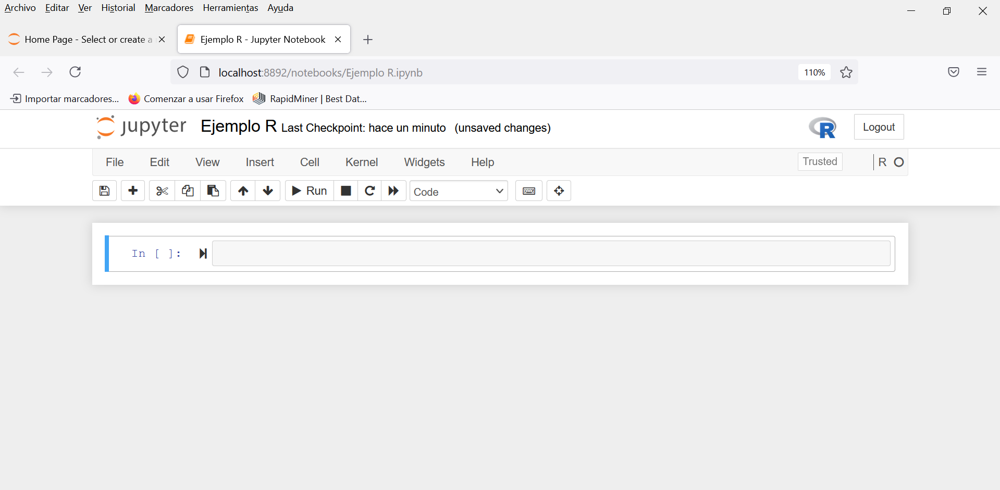 Archivo Editar Ver Historial Marcadores Herramientas Ayuda
Home Page - Select or create a
Ejemplo R - Jupyter Notebook
localhost:8892/notebooks/Ejemplo R.ipynb
110%
Importar marcadores... Comenzar a usar Firefox RapidMiner | Best Dat...
jupyter Ejemplo R Last Checkpoint: hace un minuto (unsaved changes)
R
Logout
File Edit View Insert Cell Kernel Widgets Help
Trusted
R
Run
Code
In [ ]: